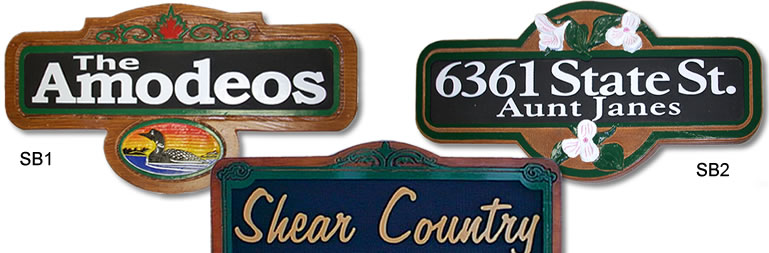 The
Amodeos
SB1
6361 State St.
Aunt Janes
SB2
Shear Country